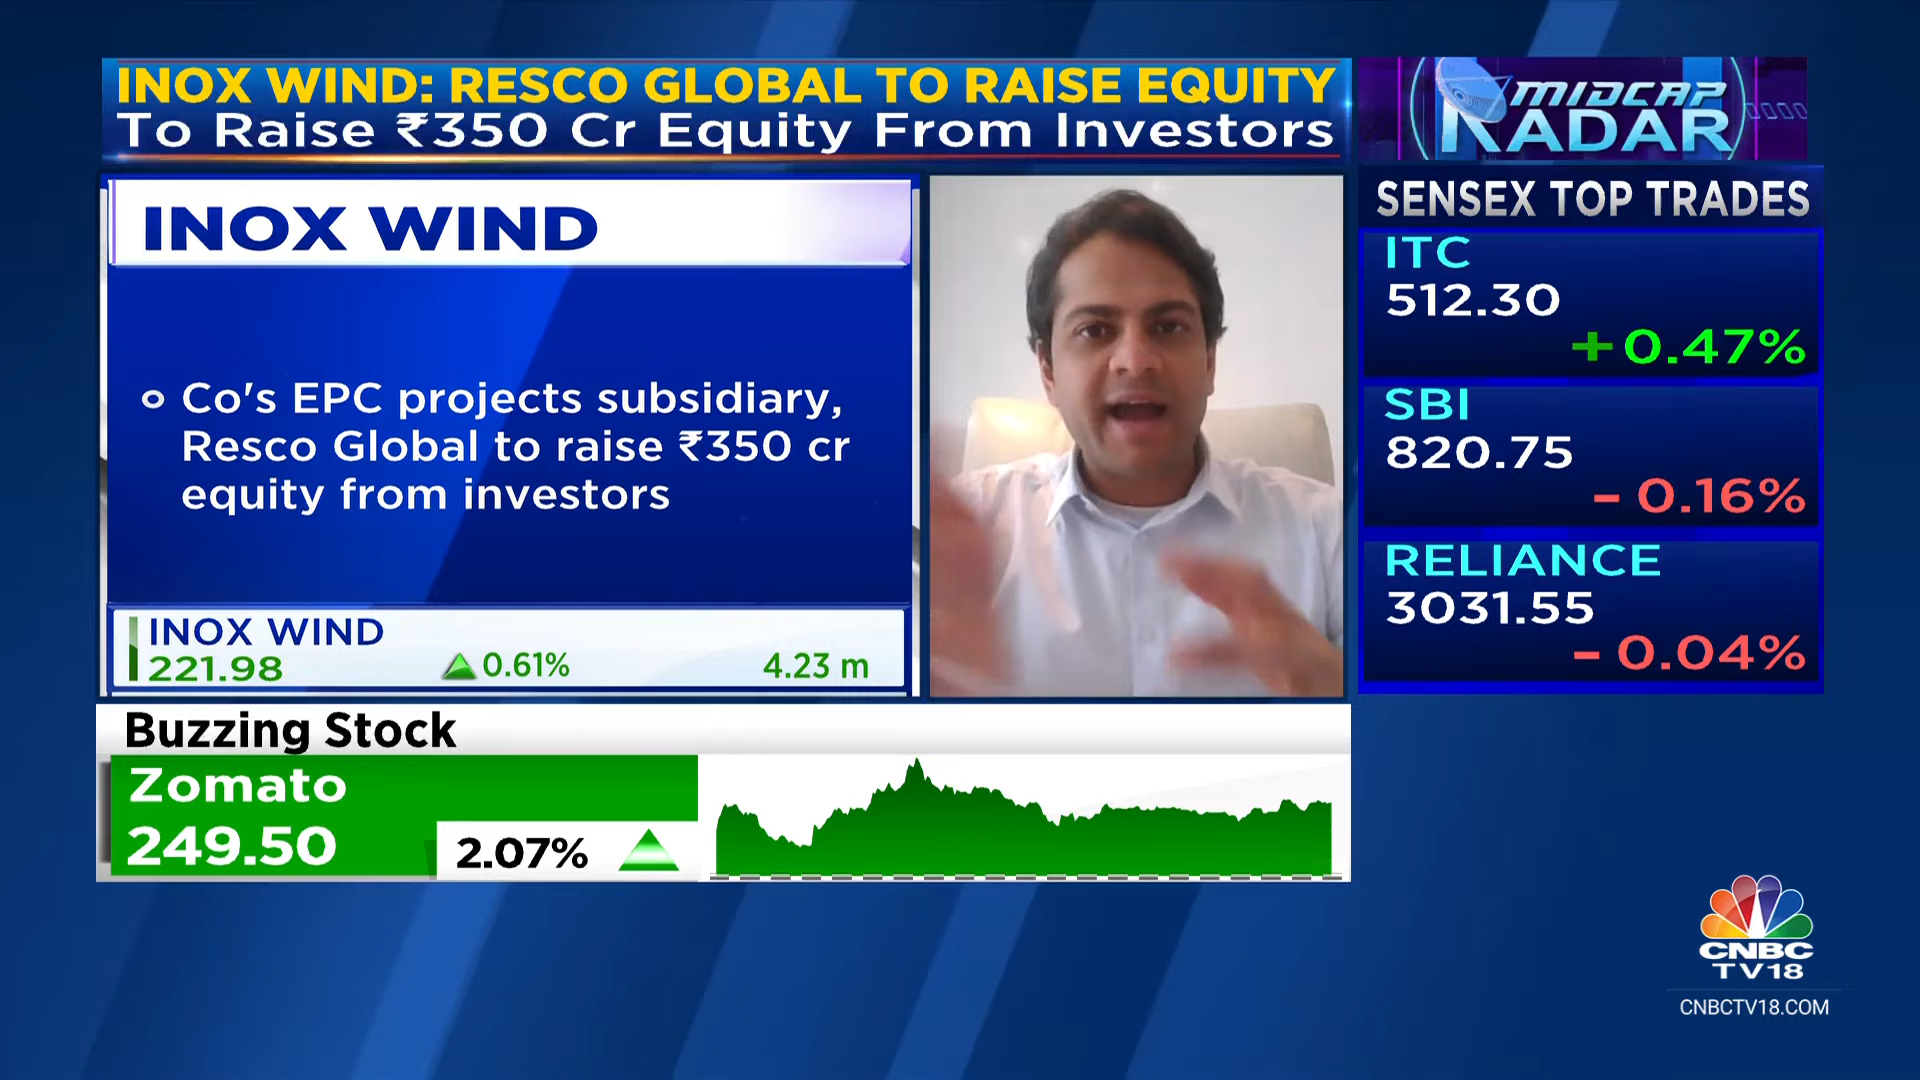 INOX WIND: RESCO GLOBAL TO RAISE EQUITY
To Raise ₹350 Cr Equity From Investors
MIDCAP
RADAR
INOX WIND
Co's EPC projects subsidiary,
Resco Global to raise ₹350 cr
equity from investors
INOX WIND
221.98 0.61% 4.23 m
SENSEX TOP TRADES
ITC
512.30
+0.47%
SBI
820.75
- 0.16%
RELIANCE
3031.55
- 0.04%
Buzzing Stock
Zomato
249.50
2.07%
CNBC
TV18
CNBCTV18.COM